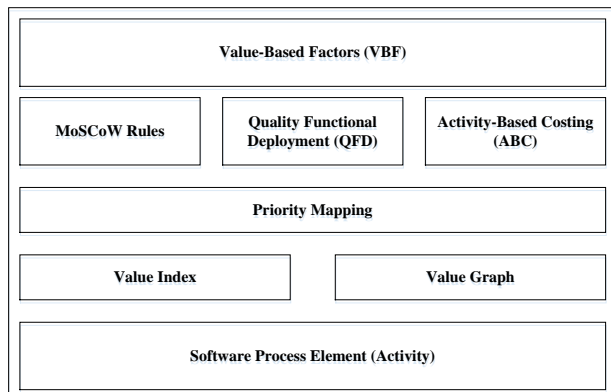 Value-Based Factors (VBF)
MoSCoW Rules
Quality Functional
Deployment (QFD)
Activity-Based Costing
(ABC)
Priority Mapping
Value Index
Value Graph
Software Process Element (Activity)